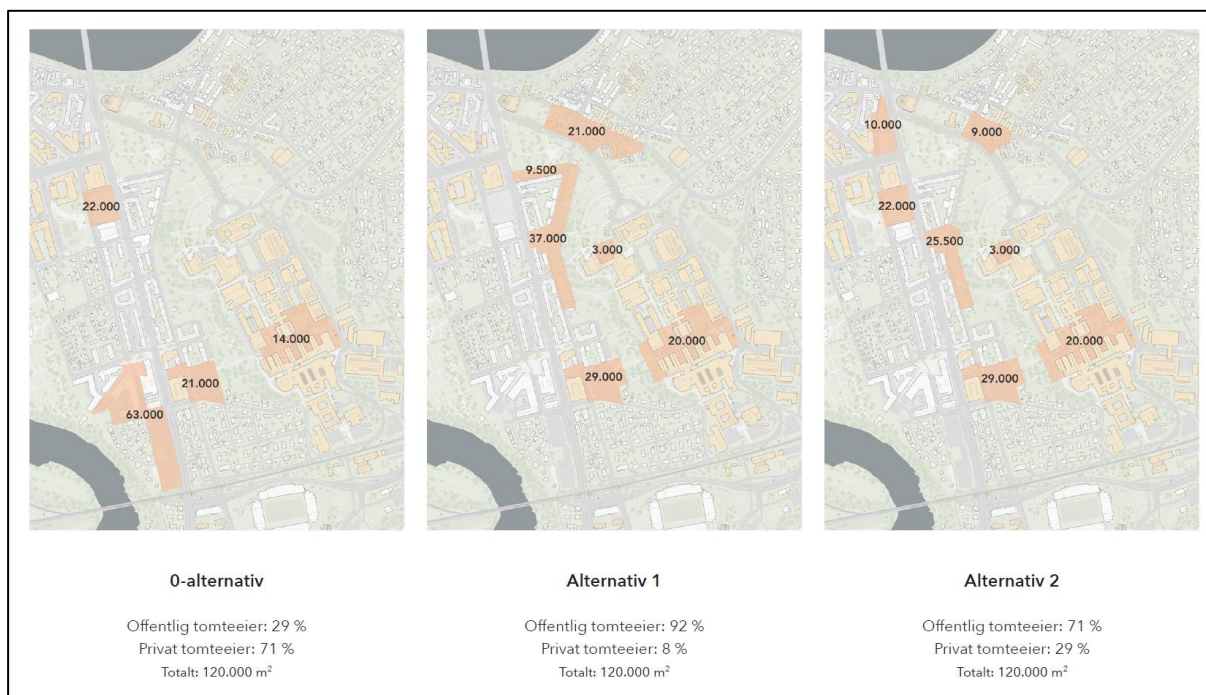 22.000
14.000
21.000
63.000
0-alternativ
Offentlig tomteeier: 29 %
Privat tomteeier: 71 %
Totalt: 120.000 m²
21.000
9.500
37.000
3.000
20.000
29.000
Alternativ 1
Offentlig tomteeier: 92 %
Privat tomteeier: 8 %
Totalt: 120.000 m²
10.000
9.000
22.000
25.500
3.000
20.000
29.000
Alternativ 2
Offentlig tomteeier: 71 %
Privat tomteeier: 29 %
Totalt: 120.000 m²